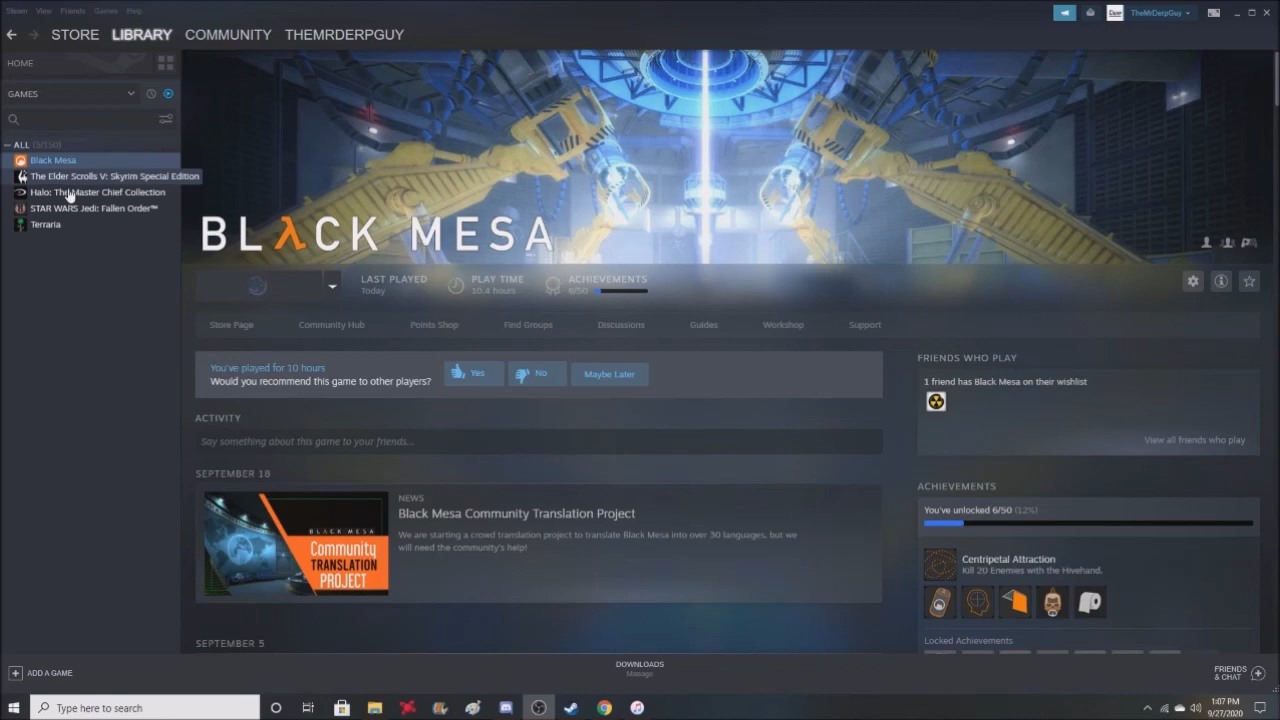 Steam View Friends Games Help
TheMrDerpGuy
STORE LIBRARY COMMUNITY THEMRDERPGUY
HOME
GAMES
ALL (5/150)
Black Mesa
The Elder Scrolls V: Skyrim Special Edition
Halo: The Master Chief Collection
STAR WARS Jedi: Fallen Order™
Terraria
BLλCK MESA
LAST PLAYED
Today
PLAY TIME
10.4 hours
ACHIEVEMENTS
6/50
Store Page Community Hub Points Shop Find Groups Discussions Guides Workshop Support
You've played for 10 hours
Would you recommend this game to other players?
Yes No Maybe Later
ACTIVITY
Say something about this game to your friends...
SEPTEMBER 18
BLACK MESA
Community
TRANSLATION
PROJECT
NEWS
Black Mesa Community Translation Project
We are starting a crowd translation project to translate Black Mesa into over 30 languages, but we
will need the community's help!
SEPTEMBER 5
FRIENDS WHO PLAY
1 friend has Black Mesa on their wishlist
View all friends who play
ACHIEVEMENTS
You've unlocked 6/50 (12%)
Centripetal Attraction
Kill 20 Enemies with the Hivehand.
Locked Achievements
ADD A GAME
DOWNLOADS
Manage
FRIENDS
& CHAT
Type here to search
1:07 PM
9/27/2020